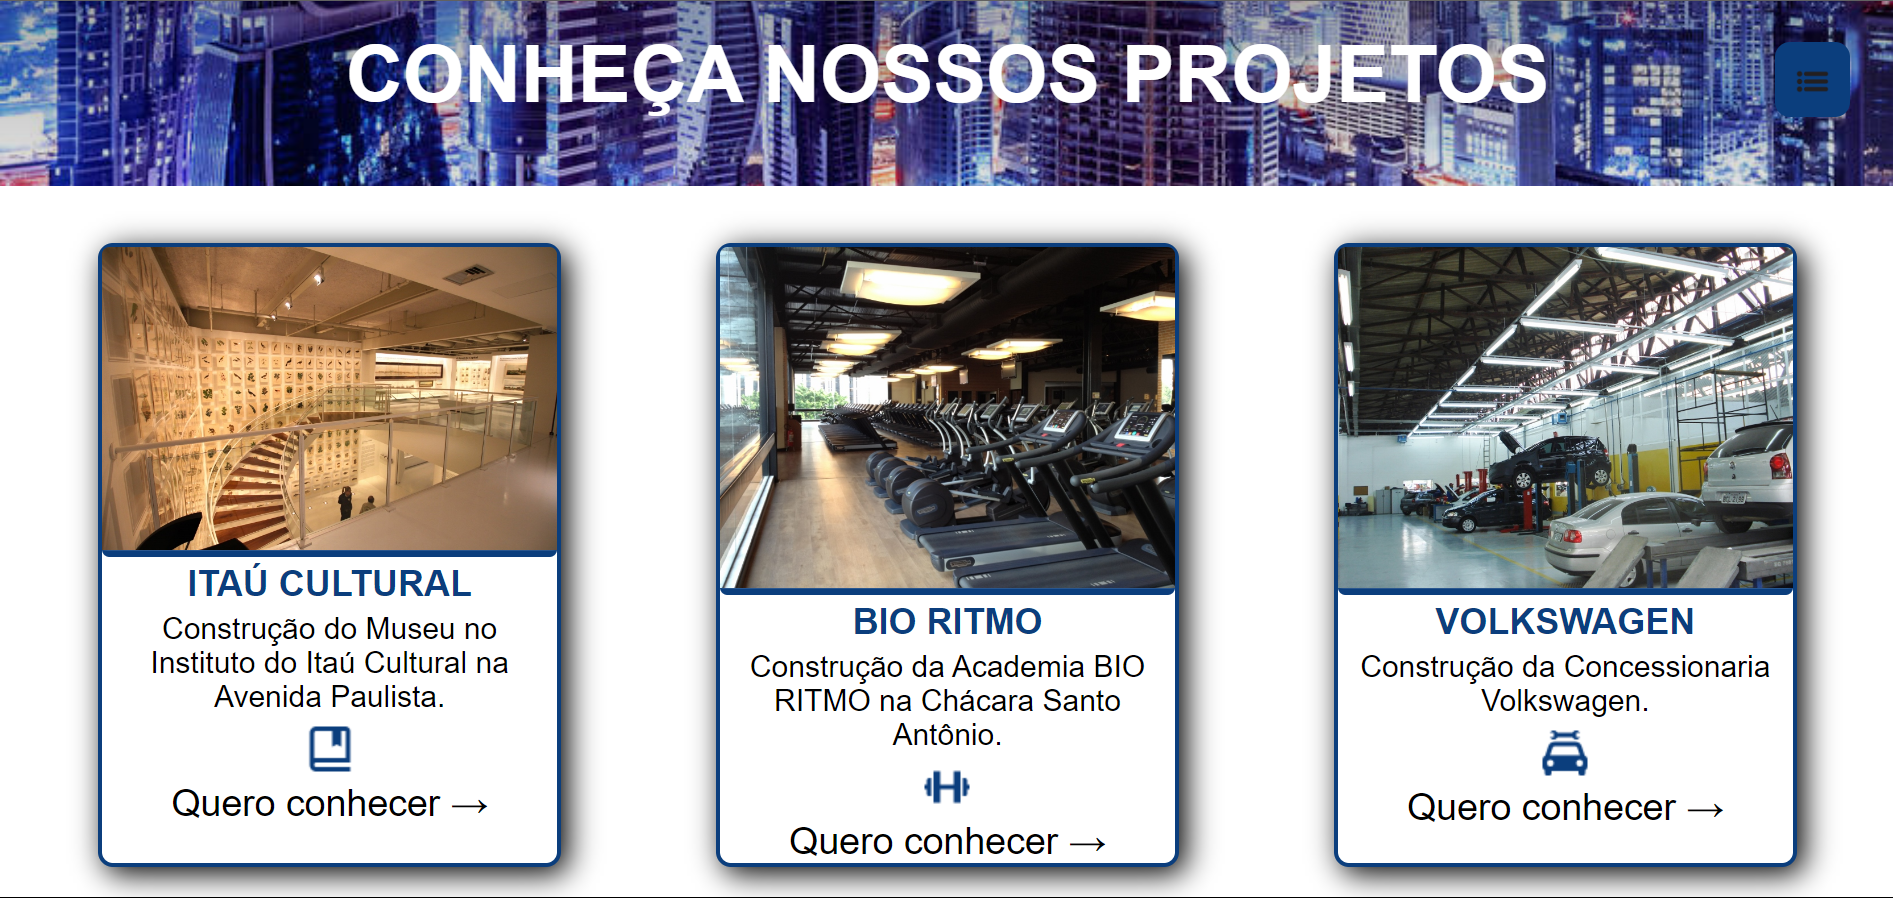 CONHEÇA NOSSOS PROJETOS
ITAÚ CULTURAL
Construção do Museu no
Instituto do Itaú Cultural na
Avenida Paulista.
Quero conhecer →
BIO RITMO
Construção da Academia BIO
RITMO na Chácara Santo
Antônio.
Quero conhecer →
VOLKSWAGEN
Construção da Concessionaria
Volkswagen.
Quero conhecer →